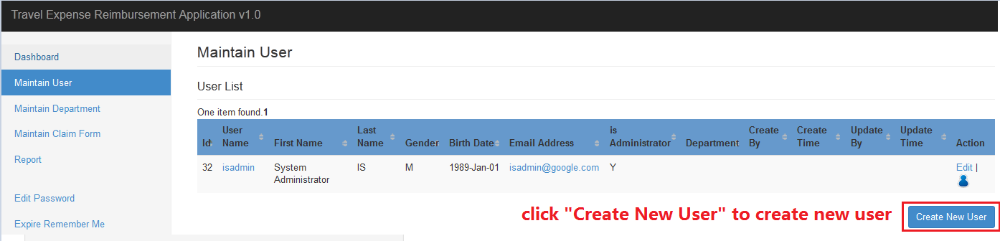 Travel Expense Reimbursement Application v1.0
Dashboard
Maintain User
Maintain Department
Maintain Claim Form
Report
Edit Password
Expire Remember Me
Maintain User
User List
One item found.1
Id User Name First Name Last Name Gender Birth Date Email Address is Administrator Department Create By Create Time Update By Update Time Action
32 isadmin System Administrator IS M 1989-Jan-01 isadmin@google.com Y Edit |
click "Create New User" to create new user
Create New User